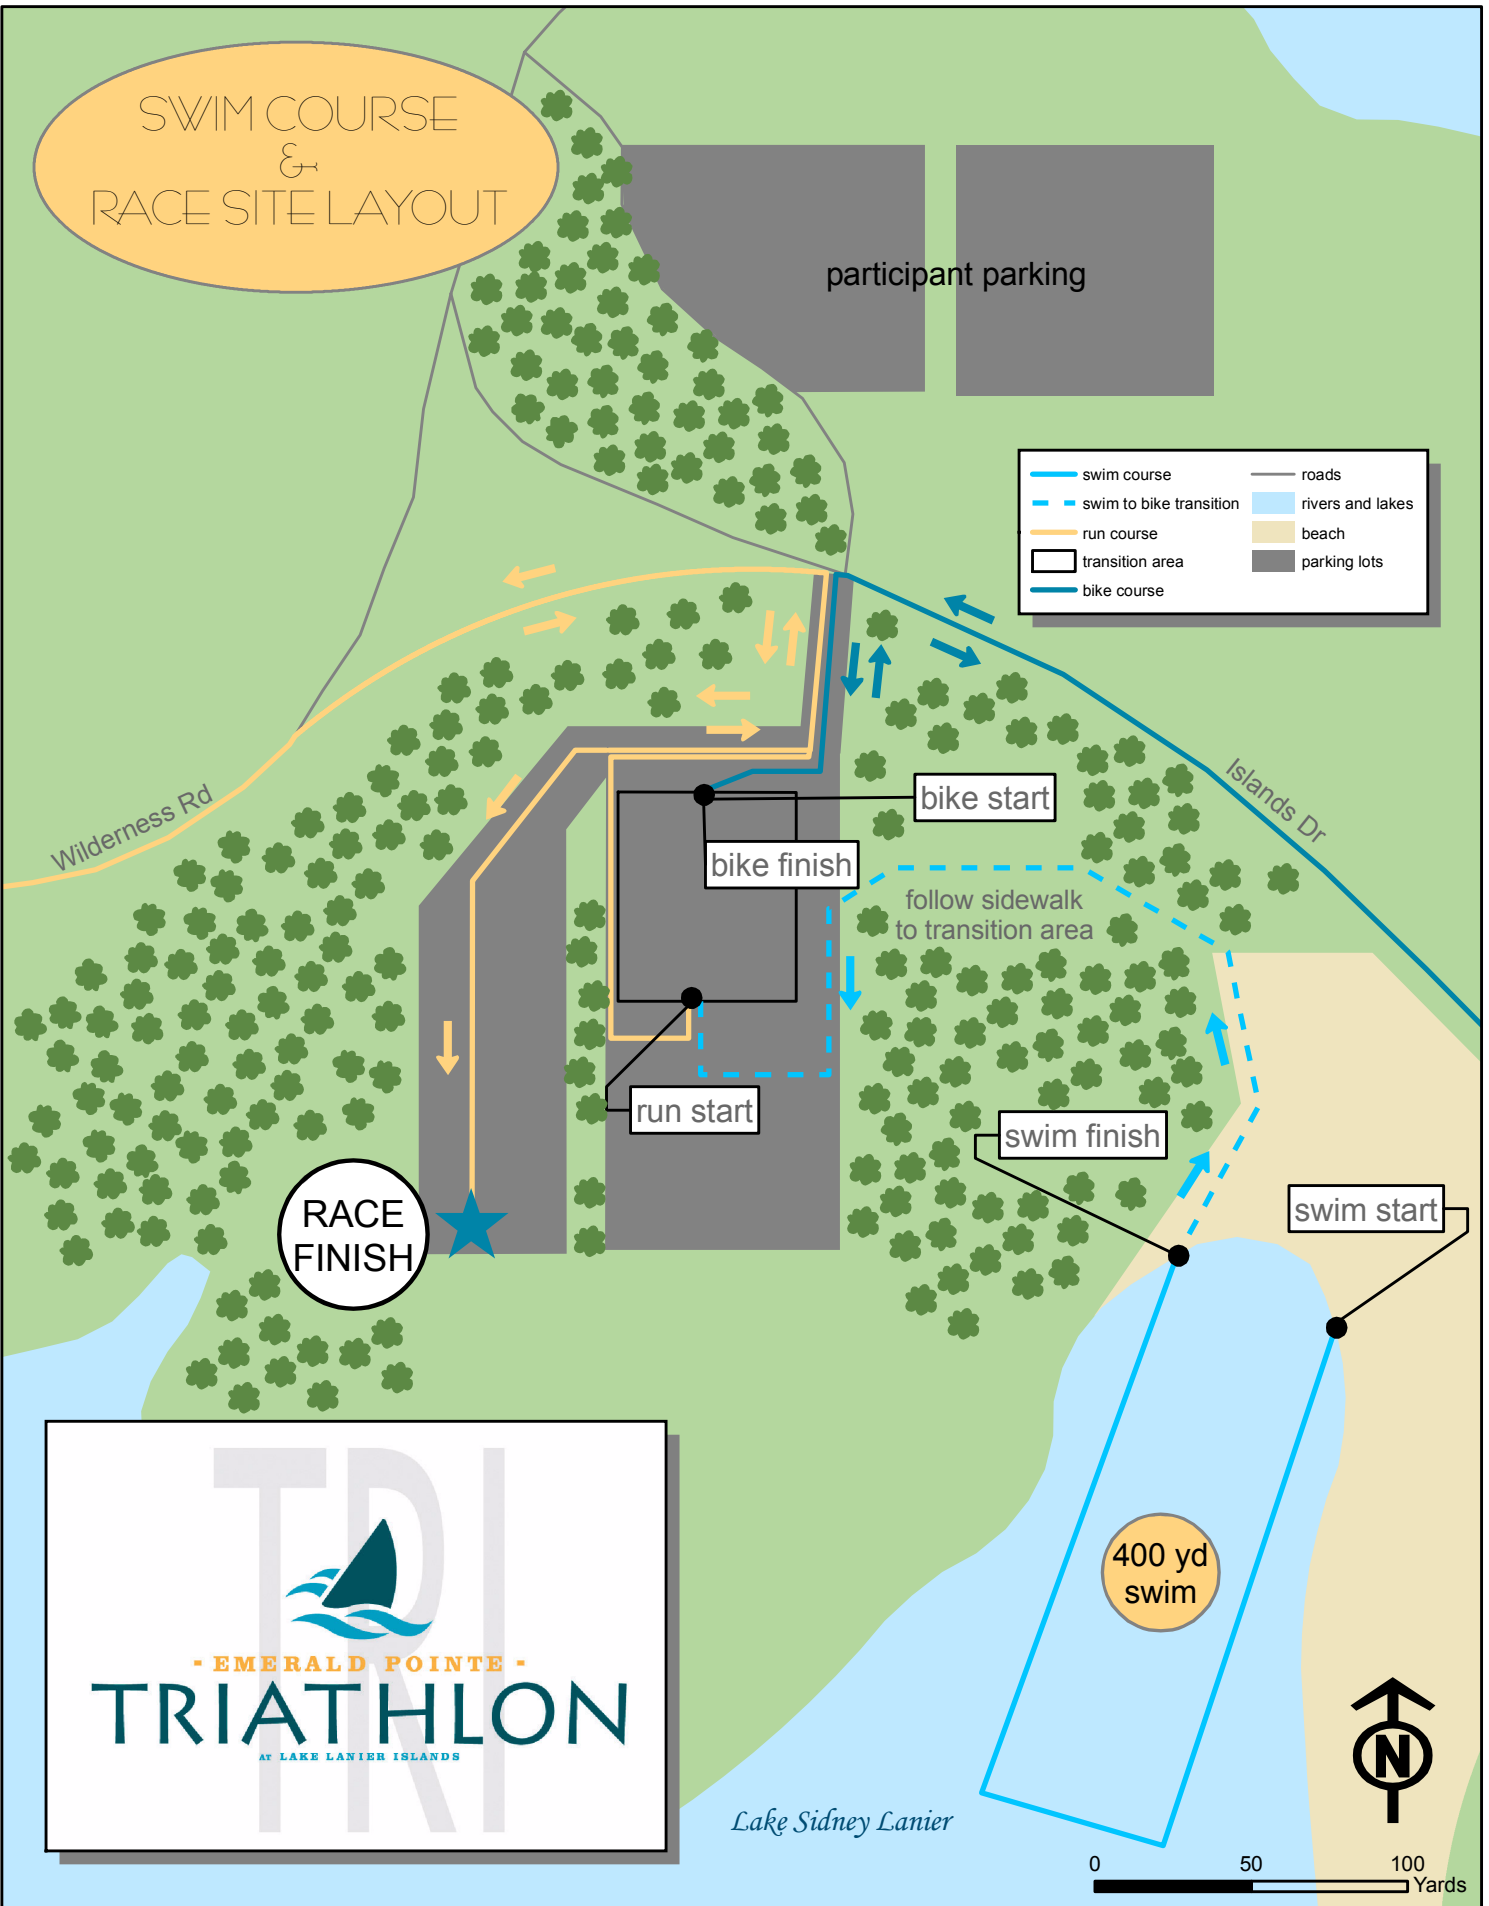 SWIM COURSE
&
RACE SITE LAYOUT
participant parking
swim course
swim to bike transition
run course
transition area
bike course
roads
rivers and lakes
beach
parking lots
Wilderness Rd
Islands Dr
bike start
bike finish
follow sidewalk
to transition area
run start
swim finish
swim start
RACE
FINISH
400 yd
swim
TRI
- EMERALD POINTE -
TRIATHLON
AT LAKE LANIER ISLANDS
Lake Sidney Lanier
N
0 50 100
Yards